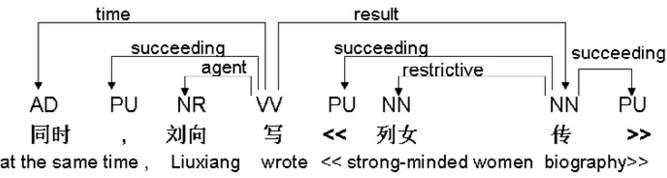 time result
succeeding succeeding succeeding
agent restrictive
AD PU NR VV PU NN NN PU
同时 , 刘向 写 << 列女 传 >>
at the same time , Liuxiang wrote << strong-minded women biography>>